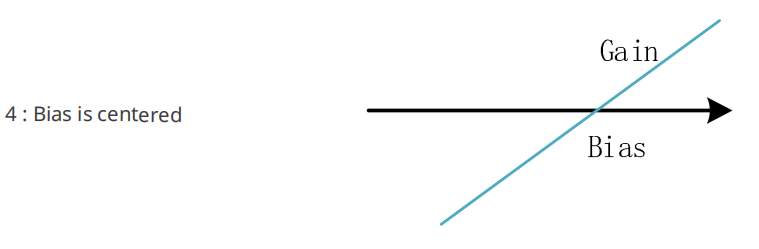 Gain
4 : Bias is centered
Bias